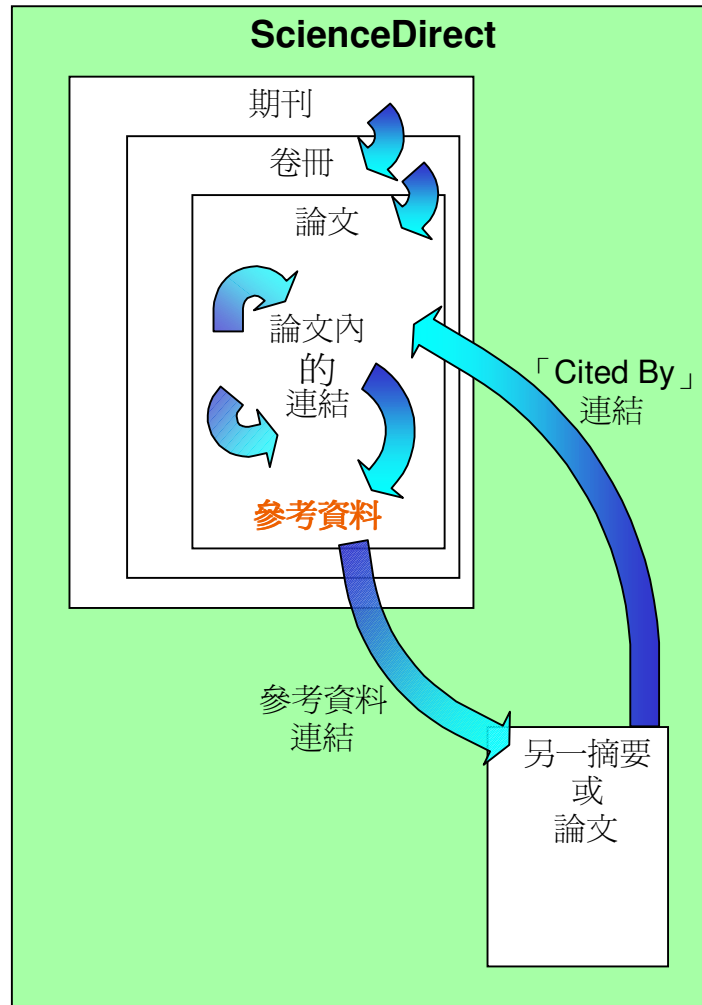 ScienceDirect
期刊
卷冊
論文
論文內
的
連結
參考資料
「Cited By」
連結
參考資料
連結
另一摘要
或
論文